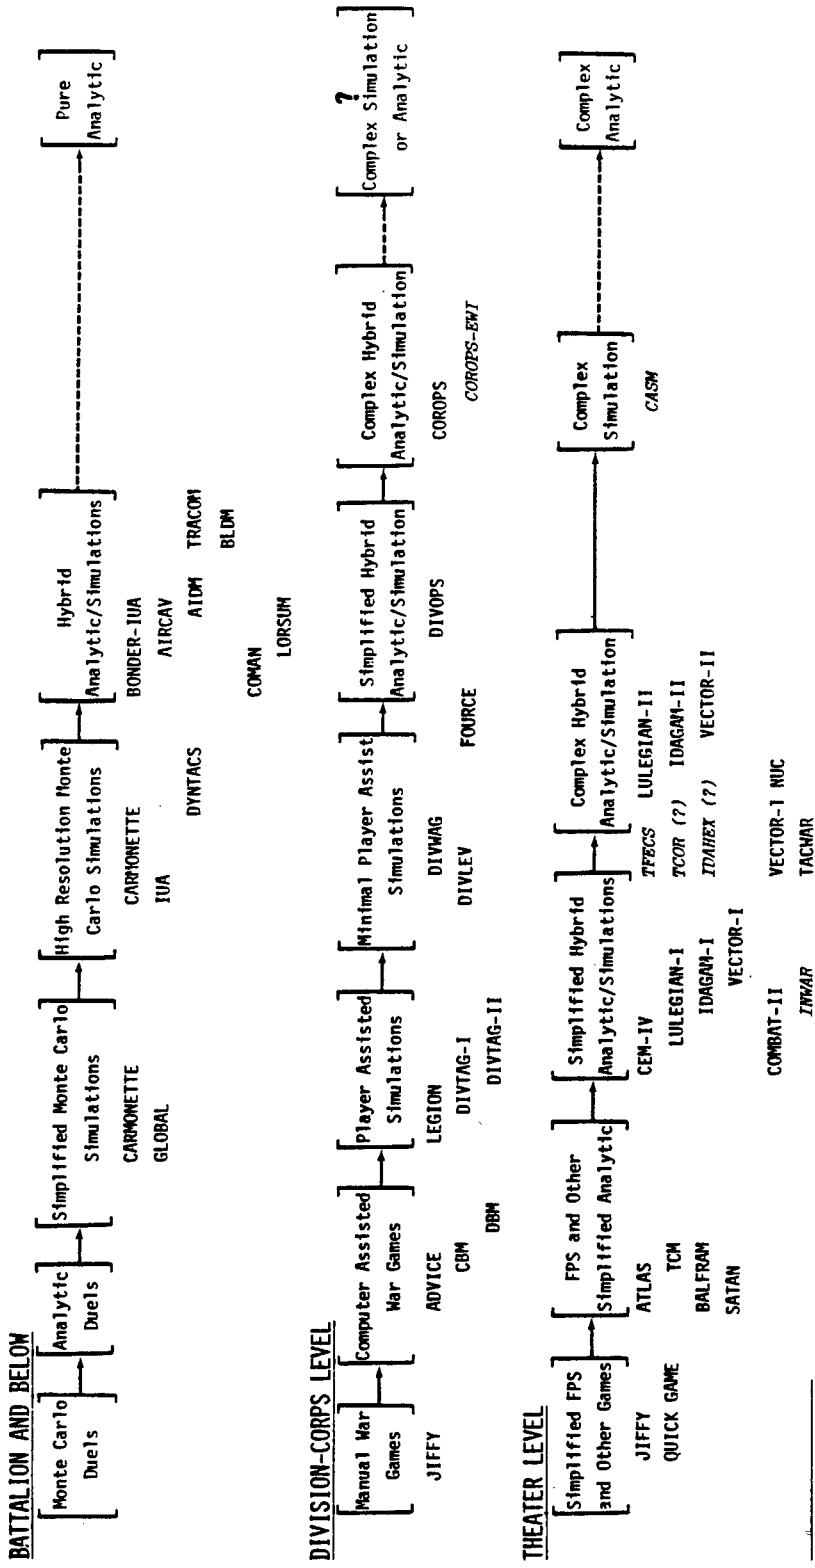 BATTALION AND BELOW
Monte Carlo
Duels
Analytic
Duels
Simplified Monte Carlo
Simulations
CARMONETTE
GLOBAL
High Resolution Monte
Carlo Simulations
CARMONETTE
IUA
DYNTACS
Hybrid
Analytic/Simulations
BONDER-IUA
AIRCAV
AIDM
TRACOM
BLDM
COMAN
LORSUM
Pure
Analytic
DIVISION-CORPS LEVEL
Manual War
Games
JIFFY
Computer Assisted
War Games
ADVICE
CBM
DBM
Player Assisted
Simulations
LEGION
DIVTAG-I
DIVTAG-II
Minimal Player Assist
Simulations
DIVWAG
DIVLEV
FOURCE
Simplified Hybrid
Analytic/Simulation
DIVOPS
Complex Hybrid
Analytic/Simulation
COROPS
COROPS-EWI
?
Complex Simulation
or Analytic
THEATER LEVEL
Simplified FPS
and Other Games
JIFFY
QUICK GAME
FPS and Other
Simplified Analytic
ATLAS
TCM
BALFRAM
SATAN
Simplified Hybrid
Analytic/Simulations
CEM-IV
LULEGIAN-I
IDAGAM-I
VECTOR-I
COMBAT-II
INWAR
Complex Hybrid
Analytic/Simulation
TFECS
LULEGIAN-II
TCOR (?)
IDAGAM-II
IDAHEX (?)
VECTOR-II
VECTOR-I NUC
TACWAR
Complex
Simulation
CASM
Complex
Analytic